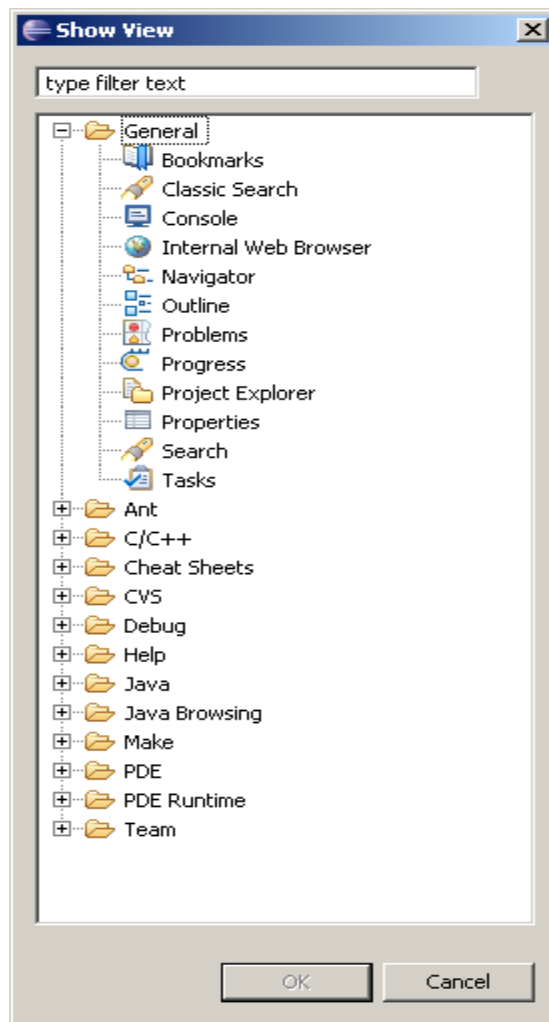 Show View
type filter text
General
Bookmarks
Classic Search
Console
Internal Web Browser
Navigator
Outline
Problems
Progress
Project Explorer
Properties
Search
Tasks
Ant
C/C++
Cheat Sheets
CVS
Debug
Help
Java
Java Browsing
Make
PDE
PDE Runtime
Team
OK Cancel